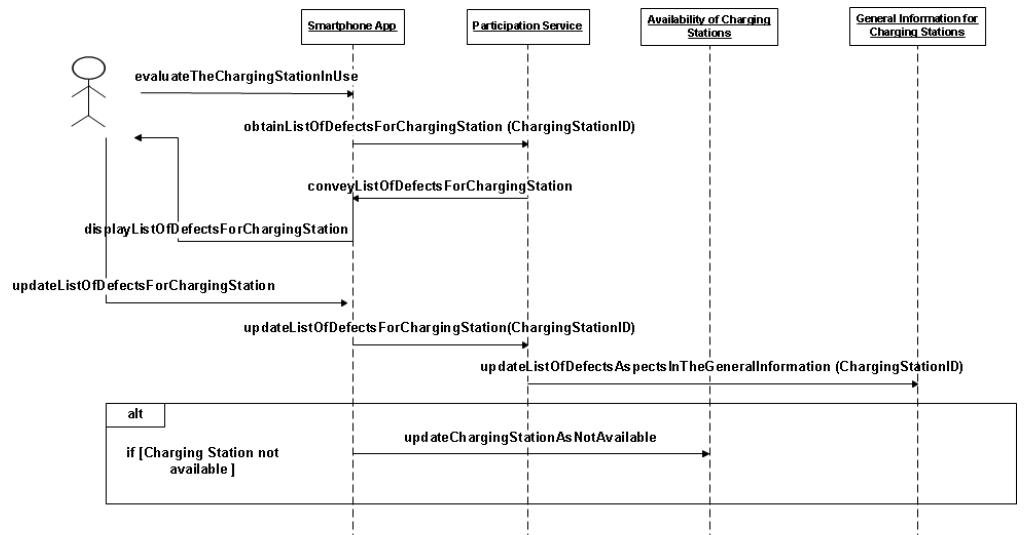 Smartphone App
Participation Service
Availability of Charging
Stations
General Information for
Charging Stations
evaluateTheChargingStationInUse
obtainListOfDefectsForChargingStation (ChargingStationID)
conveyListOfDefectsForChargingStation
displayListOfDefectsForChargingStation
updateListOfDefectsForChargingStation
updateListOfDefectsForChargingStation(ChargingStationID)
updateListOfDefectsAspectsInTheGeneralInformation (ChargingStationID)
alt
updateChargingStationAsNotAvailable
if [Charging Station not
available ]